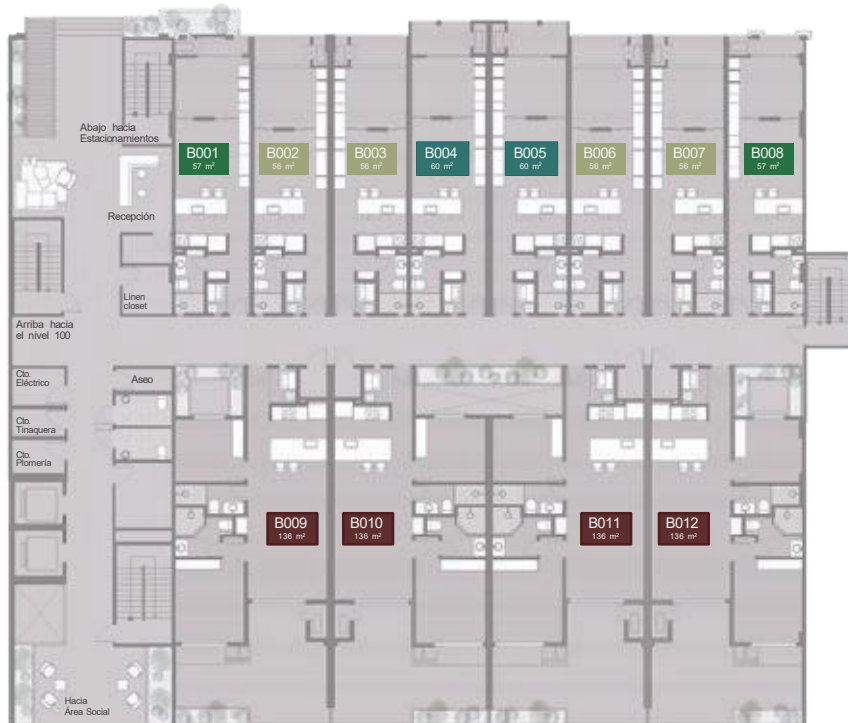 Abajo hacia
Estacionamientos
B001
57 m²
B002
56 m²
B003
56 m²
B004
60 m²
B005
60 m²
B006
56 m²
B007
56 m²
B008
57 m²
Recepción
Linen
closet
Arriba hacia
el nivel 100
Cto.
Eléctrico
Aseo
Cto.
Tinaquera
Cto.
Plomería
B009
136 m²
B010
136 m²
B011
136 m²
B012
136 m²
Hacia
Área Social